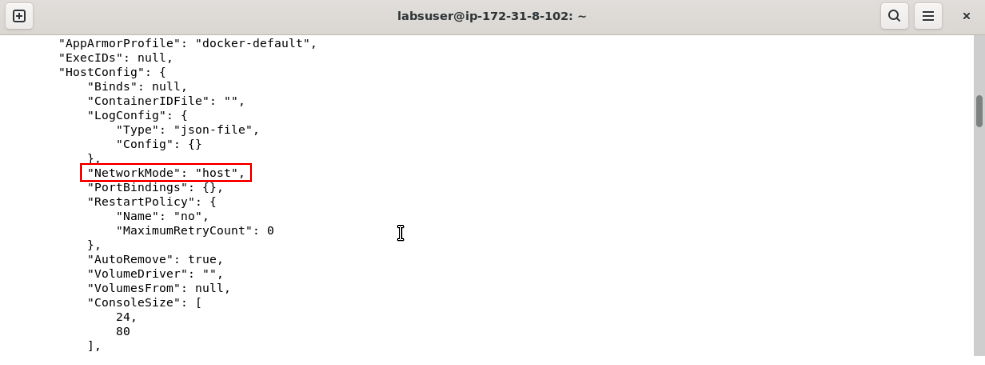 labsuser@ip-172-31-8-102: ~
"AppArmorProfile": "docker-default",
"ExecIDs": null,
"HostConfig": {
"Binds": null,
"ContainerIDFile": "",
"LogConfig": {
"Type": "json-file",
"Config": {}
},
"NetworkMode": "host",
"PortBindings": {},
"RestartPolicy": {
"Name": "no",
"MaximumRetryCount": 0
},
"AutoRemove": true,
"VolumeDriver": "",
"VolumesFrom": null,
"ConsoleSize": [
24,
80
],